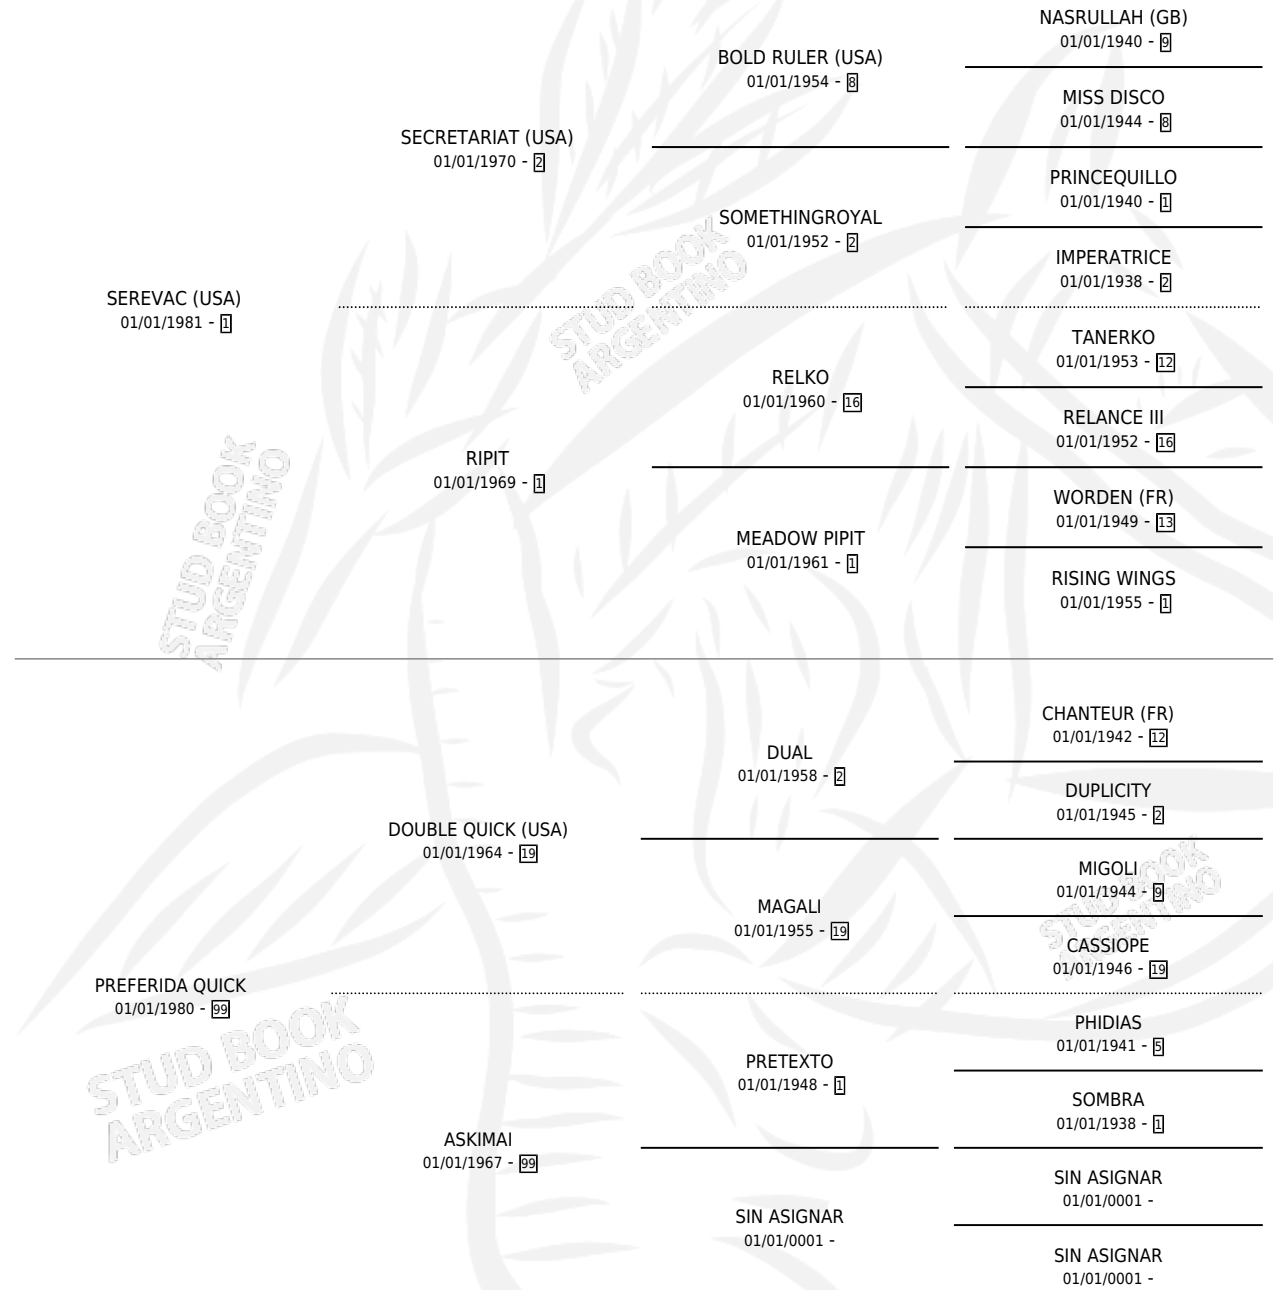 NASRULLAH (GB)
01/01/1940 - 9
BOLD RULER (USA)
01/01/1954 - 8
MISS DISCO
01/01/1944 - 8
SECRETARIAT (USA)
01/01/1970 - 2
PRINCEQUILLO
01/01/1940 - 1
SOMETHINGROYAL
01/01/1952 - 2
IMPERATRICE
01/01/1938 - 2
SEREVAC (USA)
01/01/1981 - 1
TANERKO
01/01/1953 - 12
RELKO
01/01/1960 - 16
RELANCE III
01/01/1952 - 16
RIPIT
01/01/1969 - 1
WORDEN (FR)
01/01/1949 - 13
MEADOW PIPIT
01/01/1961 - 1
RISING WINGS
01/01/1955 - 1
STUD BOOK
ARGENTINO
STUD BOOK
ARGENTINO
CHANTEUR (FR)
01/01/1942 - 12
DUAL
01/01/1958 - 2
DUPLICITY
01/01/1945 - 2
DOUBLE QUICK (USA)
01/01/1964 - 19
MIGOLI
01/01/1944 - 9
MAGALI
01/01/1955 - 19
CASSIOPE
01/01/1946 - 19
STUD BOOK
ARGENTINO
PREFERIDA QUICK
01/01/1980 - 99
PHIDIAS
01/01/1941 - 5
PRETEXTO
01/01/1948 - 1
SOMBRA
01/01/1938 - 1
ASKIMAI
01/01/1967 - 99
SIN ASIGNAR
01/01/0001 -
SIN ASIGNAR
01/01/0001 -
SIN ASIGNAR
01/01/0001 -
STUD BOOK
ARGENTINO